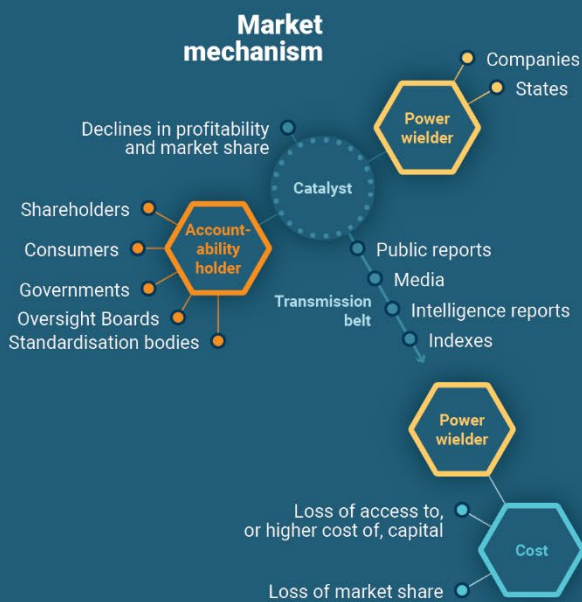 Market
mechanism
Companies
States
Power
wielder
Declines in profitability
and market share
Catalyst
Shareholders
Consumers
Governments
Oversight Boards
Standardisation bodies
Account-
ability
holder
Public reports
Media
Intelligence reports
Indexes
Transmission
belt
Power
wielder
Loss of access to,
or higher cost of, capital
Cost
Loss of market share